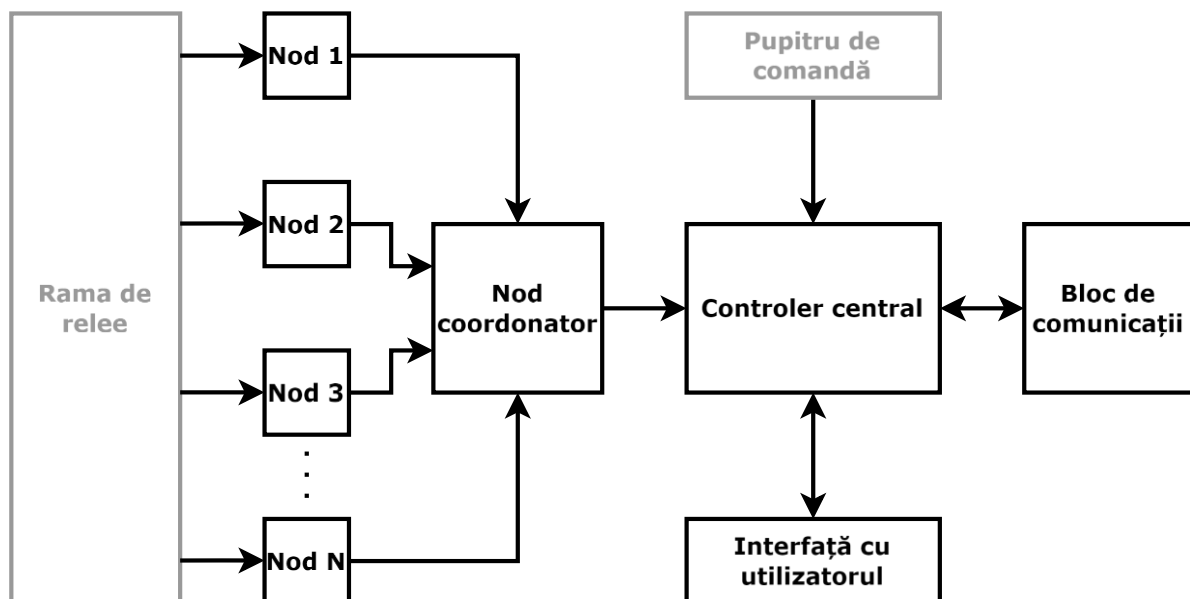 Rama de
relee
Nod 1
Nod 2
Nod 3
Nod N
Nod
coordonator
Pupitru de
comandă
Controler central
Interfață cu
utilizatorul
Bloc de
comunicații